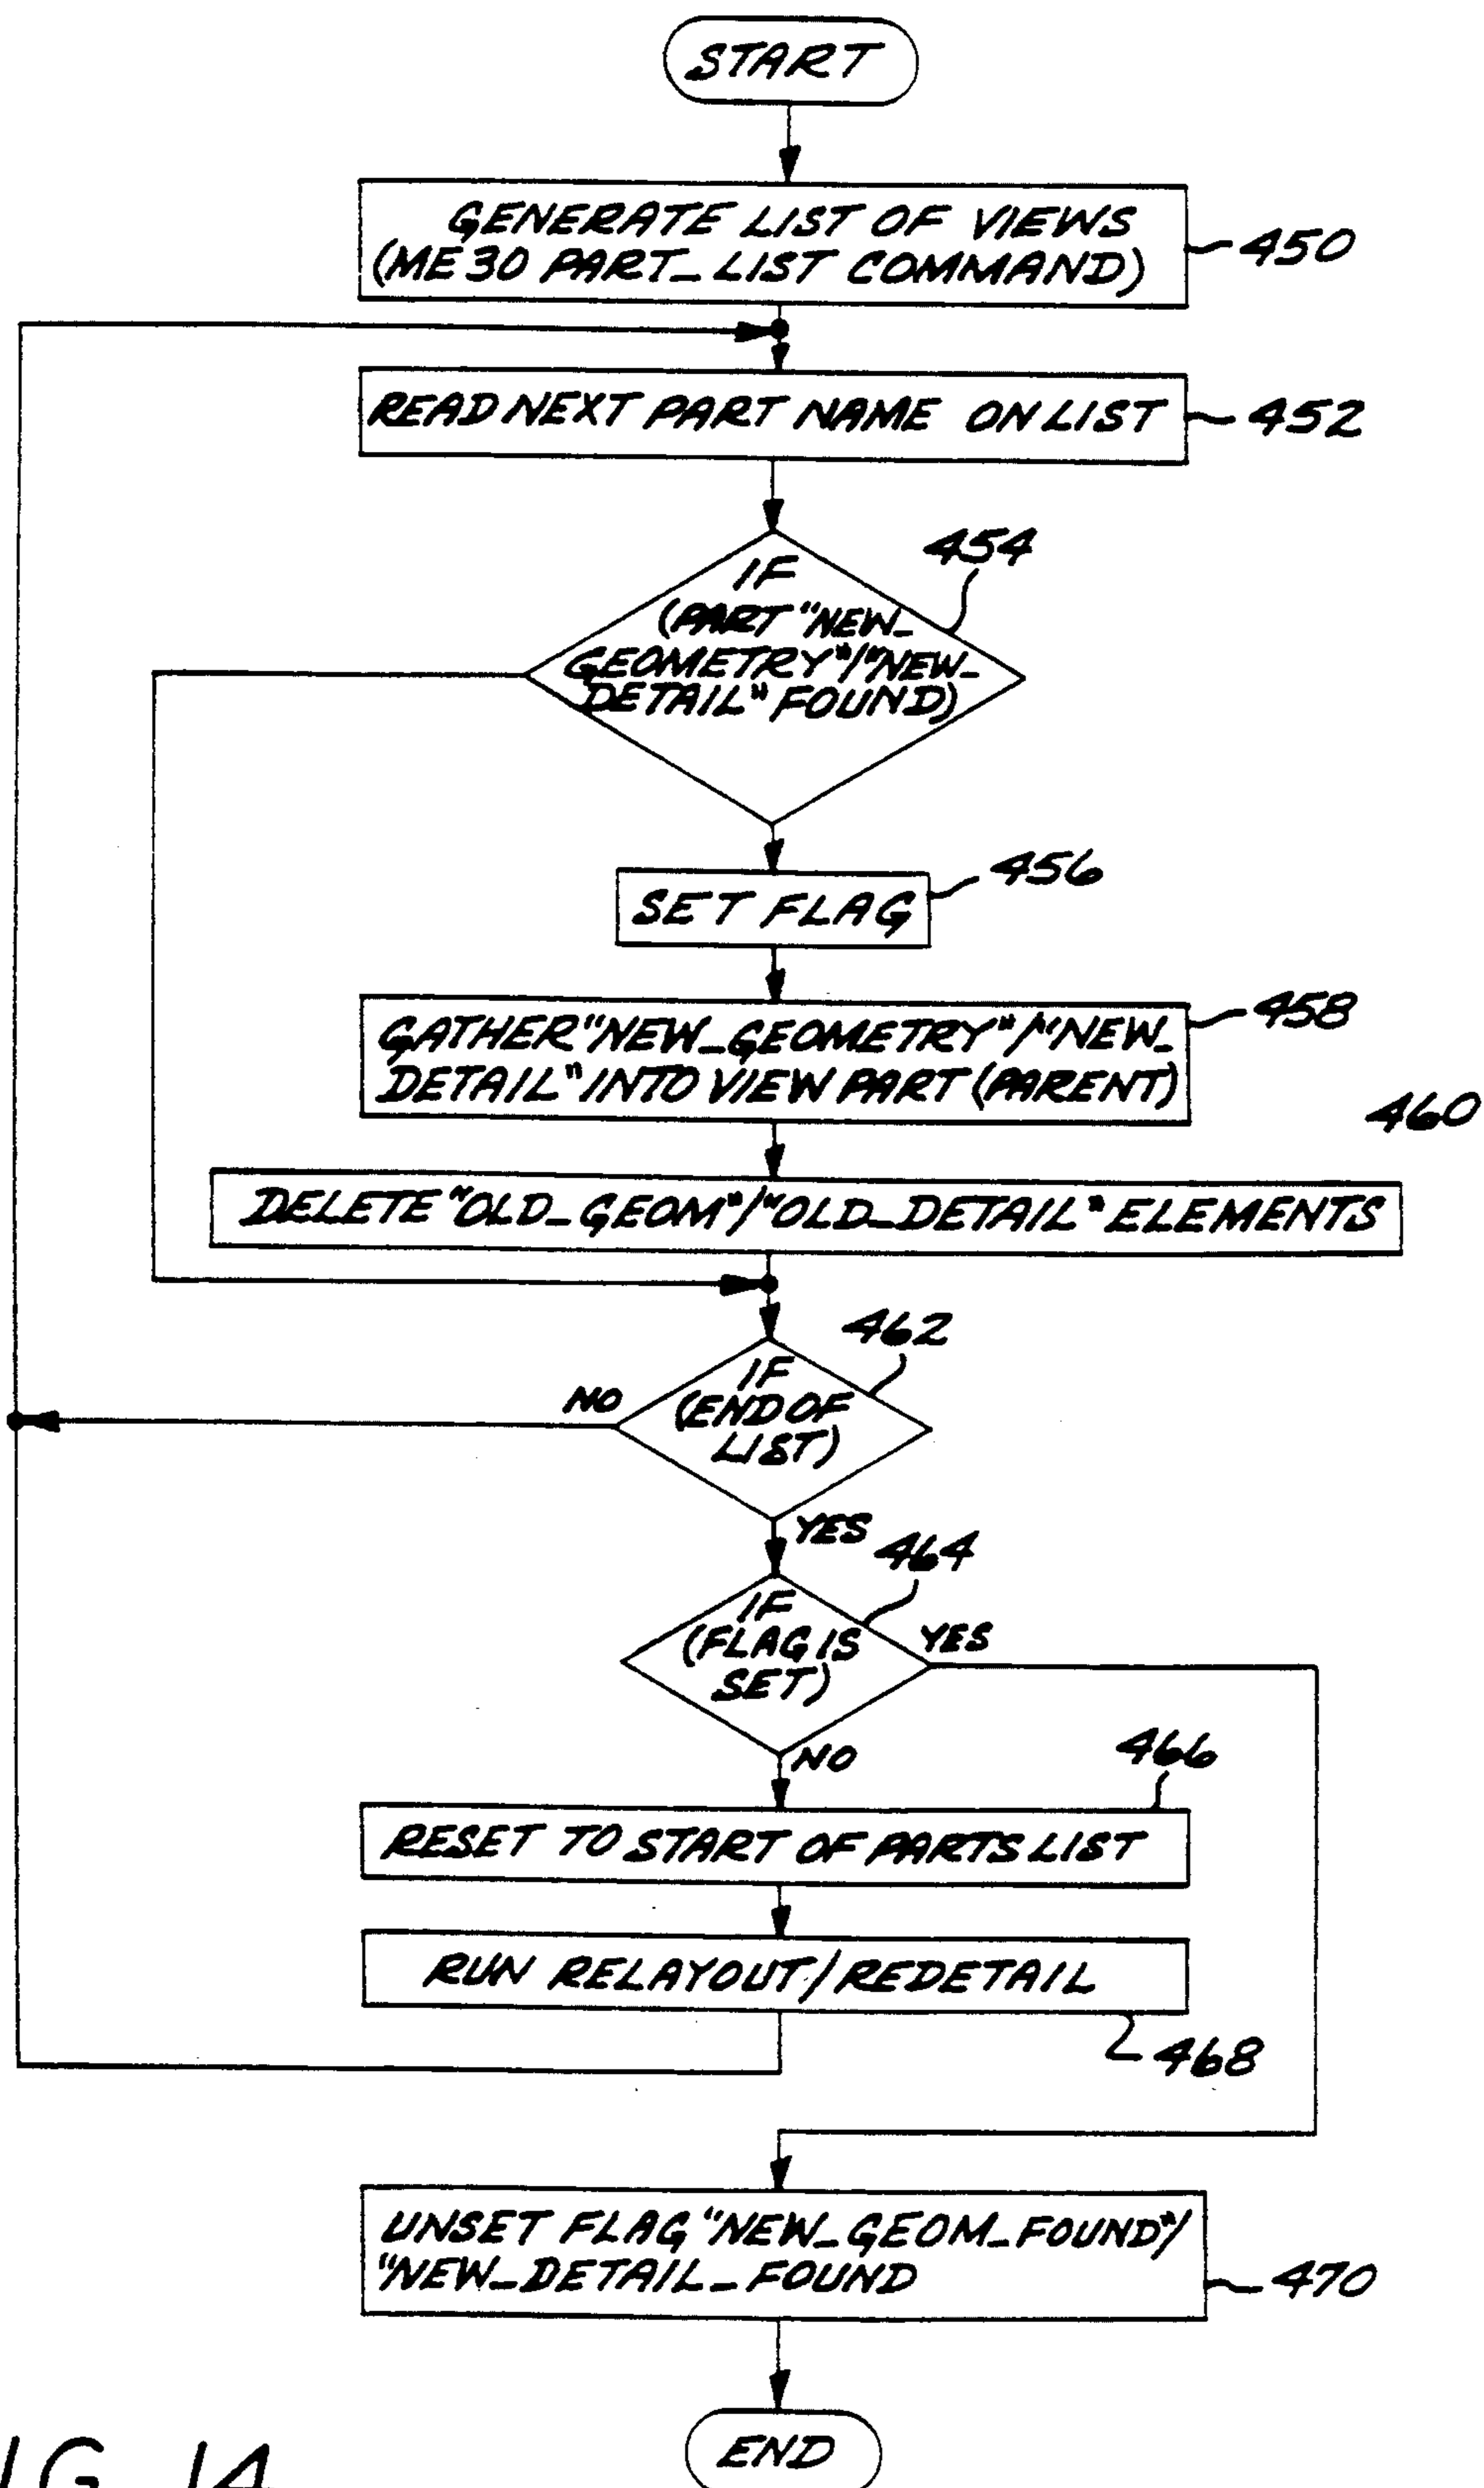 START
GENERATE LIST OF VIEWS
(ME30 PART_LIST COMMAND)
450
READ NEXT PART NAME ON LIST
452
454
IF
(PART "NEW_
GEOMETRY"/"NEW_
DETAIL" FOUND)
456
SET FLAG
458
GATHER "NEW_GEOMETRY"/"NEW_
DETAIL" INTO VIEW PART (PARENT)
460
DELETE "OLD_GEOM"/"OLD_DETAIL" ELEMENTS
462
IF
(END OF
LIST)
NO
YES
464
IF
(FLAG IS
SET)
YES
NO
466
RESET TO START OF PARTS LIST
RUN RELAYOUT/REDETAIL
468
UNSET FLAG "NEW_GEOM_FOUND"/
"NEW_DETAIL_FOUND
470
END
IG. 14